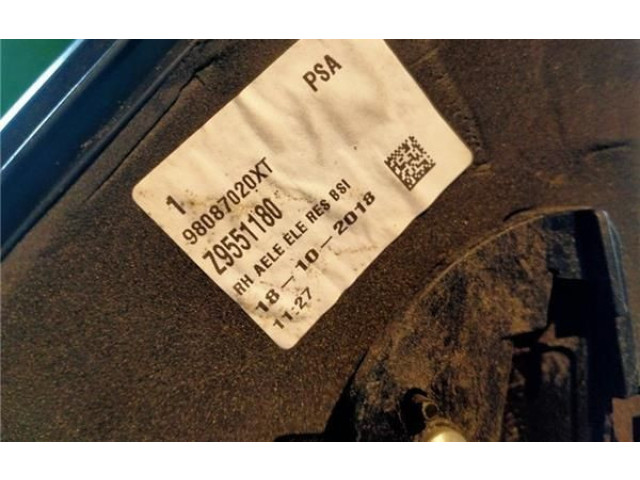 PSA
1
98087020XT
Z9551180
RH AELE ELE RES BSI
18-10-2018
11:27